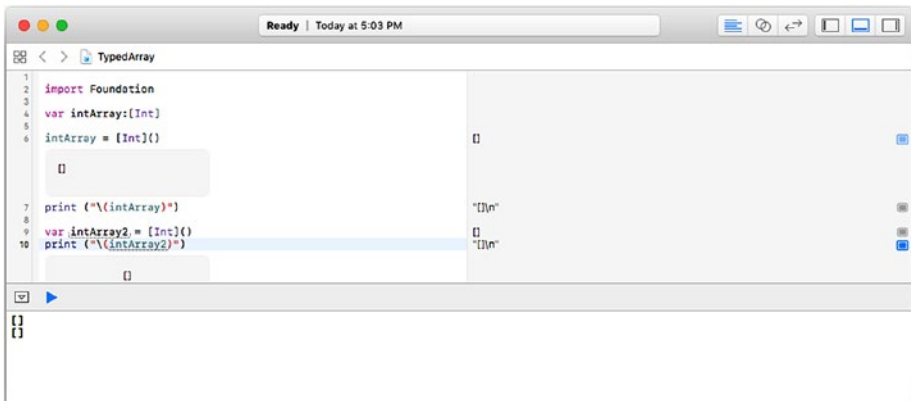 Ready | Today at 5:03 PM
TypedArray
1
2 import Foundation
3
4 var intArray:[Int]
5
6 intArray = [Int]() []
[]
7 print ("\(intArray)") "[]\n"
8
9 var intArray2 = [Int]() []
10 print ("\(intArray2)") "[]\n"
[]
[]
[]